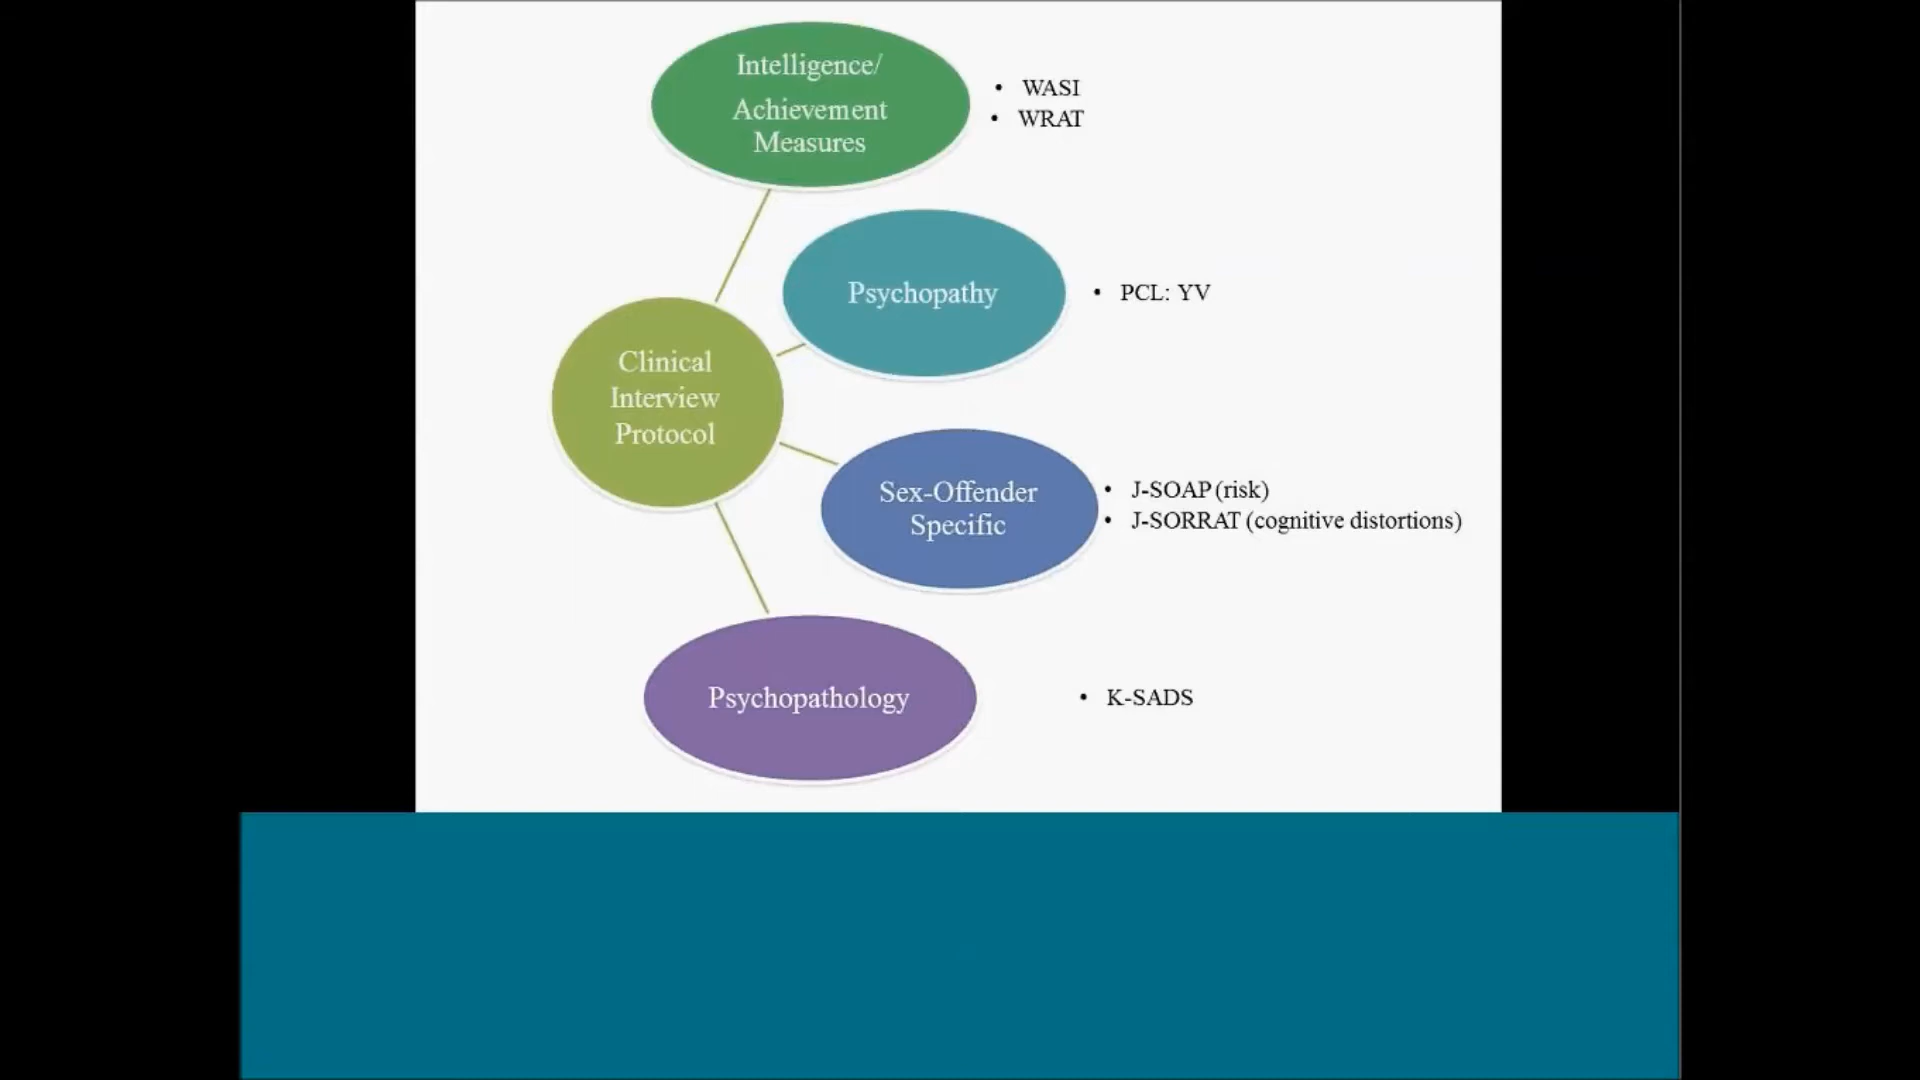 Intelligence/
Achievement
Measures
• WASI
• WRAT
Psychopathy
• PCL: YV
Clinical
Interview
Protocol
Sex-Offender
Specific
• J-SOAP (risk)
• J-SORRAT (cognitive distortions)
Psychopathology
• K-SADS